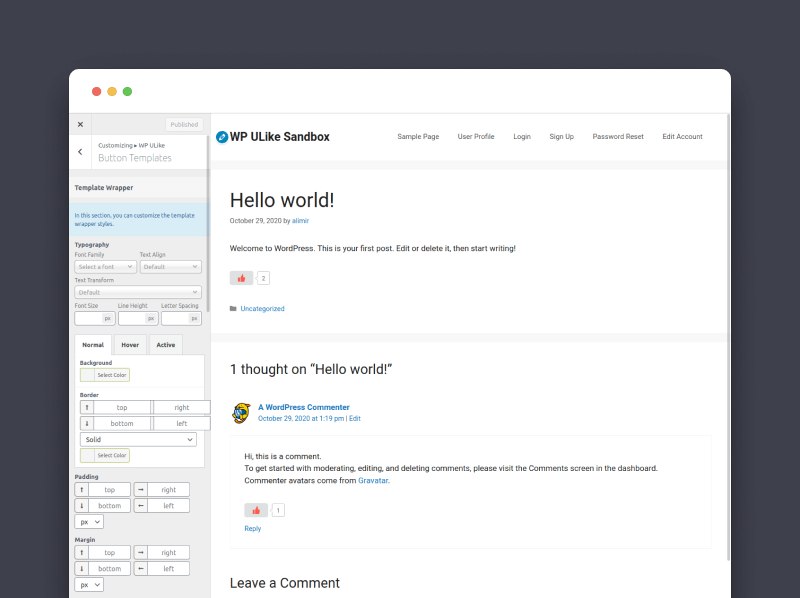 Published
Customizing ▸ WP ULike
Button Templates
Template Wrapper
In this section, you can customize the template
wrapper styles.
Typography
Font Family Text Align
Select a font Default
Text Transform
Default
Font Size Line Height Letter Spacing
px px px
Normal Hover Active
Background
Select Color
Border
top right
bottom left
Solid
Select Color
Padding
top right
bottom left
px
Margin
top right
bottom left
px
WP ULike Sandbox
Sample Page User Profile Login Sign Up Password Reset Edit Account
Hello world!
October 29, 2020 by alimir
Welcome to WordPress. This is your first post. Edit or delete it, then start writing!
2
Uncategorized
1 thought on “Hello world!”
A WordPress Commenter
October 29, 2020 at 1:19 pm | Edit
Hi, this is a comment.
To get started with moderating, editing, and deleting comments, please visit the Comments screen in the dashboard.
Commenter avatars come from Gravatar.
1
Reply
Leave a Comment